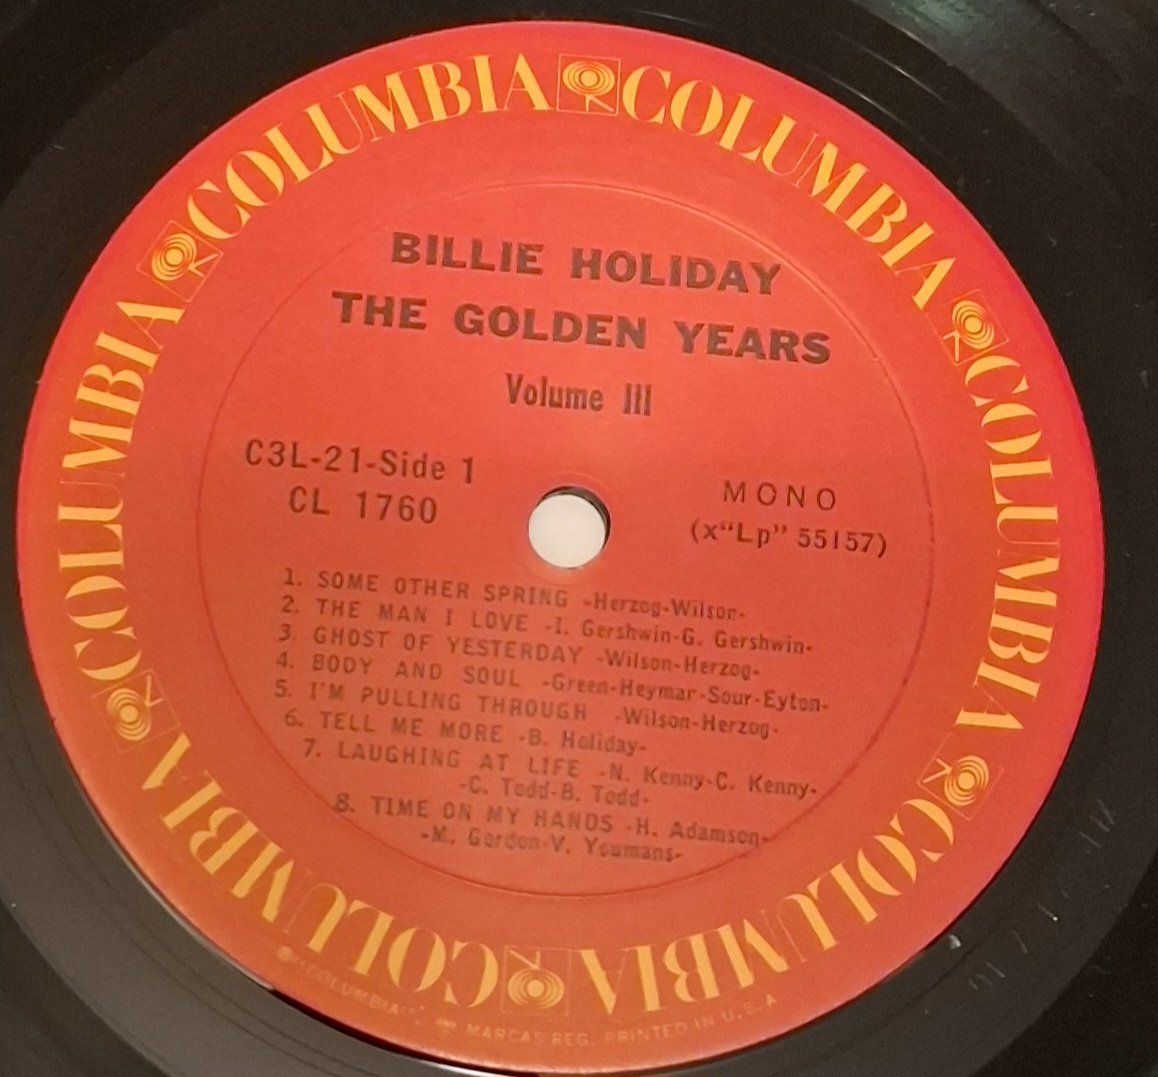 COLUMBIA COLUMBIA COLUMBIA COLUMBIA COLUMBIA COLUMBIA
BILLIE HOLIDAY
THE GOLDEN YEARS
Volume III
C3L-21-Side 1
CL 1760
MONO
(x“Lp” 55157)
1. SOME OTHER SPRING -Herzog-Wilson-
2. THE MAN I LOVE -I. Gershwin-G. Gershwin-
3. GHOST OF YESTERDAY -Wilson-Herzog-
4. BODY AND SOUL -Green-Heymar-Sour-Eyton-
5. I'M PULLING THROUGH -Wilson-Herzog-
6. TELL ME MORE -B. Holiday-
7. LAUGHING AT LIFE -N. Kenny-C. Kenny-
-C. Todd-B. Todd-
8. TIME ON MY HANDS -H. Adamson-
-M. Gordon-V. Youmans-
"COLUMBIA", MARCAS REG. PRINTED IN U.S.A.